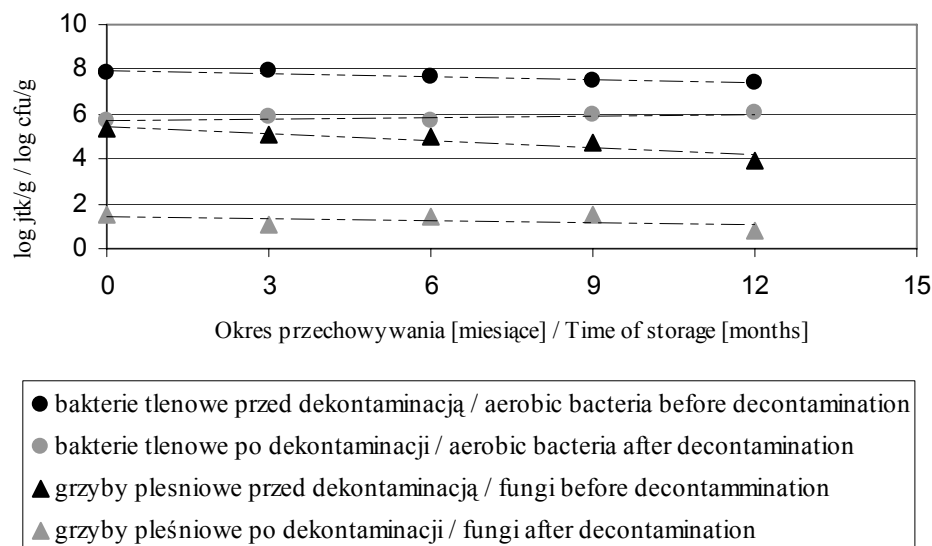 10
8
6
4
2
0
log jtk/g / log cfu/g
0 3 6 9 12 15
Okres przechowywania [miesiące] / Time of storage [months]
bakterie tlenowe przed dekontaminacją / aerobic bacteria before decontamination
bakterie tlenowe po dekontaminacji / aerobic bacteria after decontamination
grzyby plesniowe przed dekontaminacją / fungi before decontammination
grzyby pleśniowe po dekontaminacji / fungi after decontamination